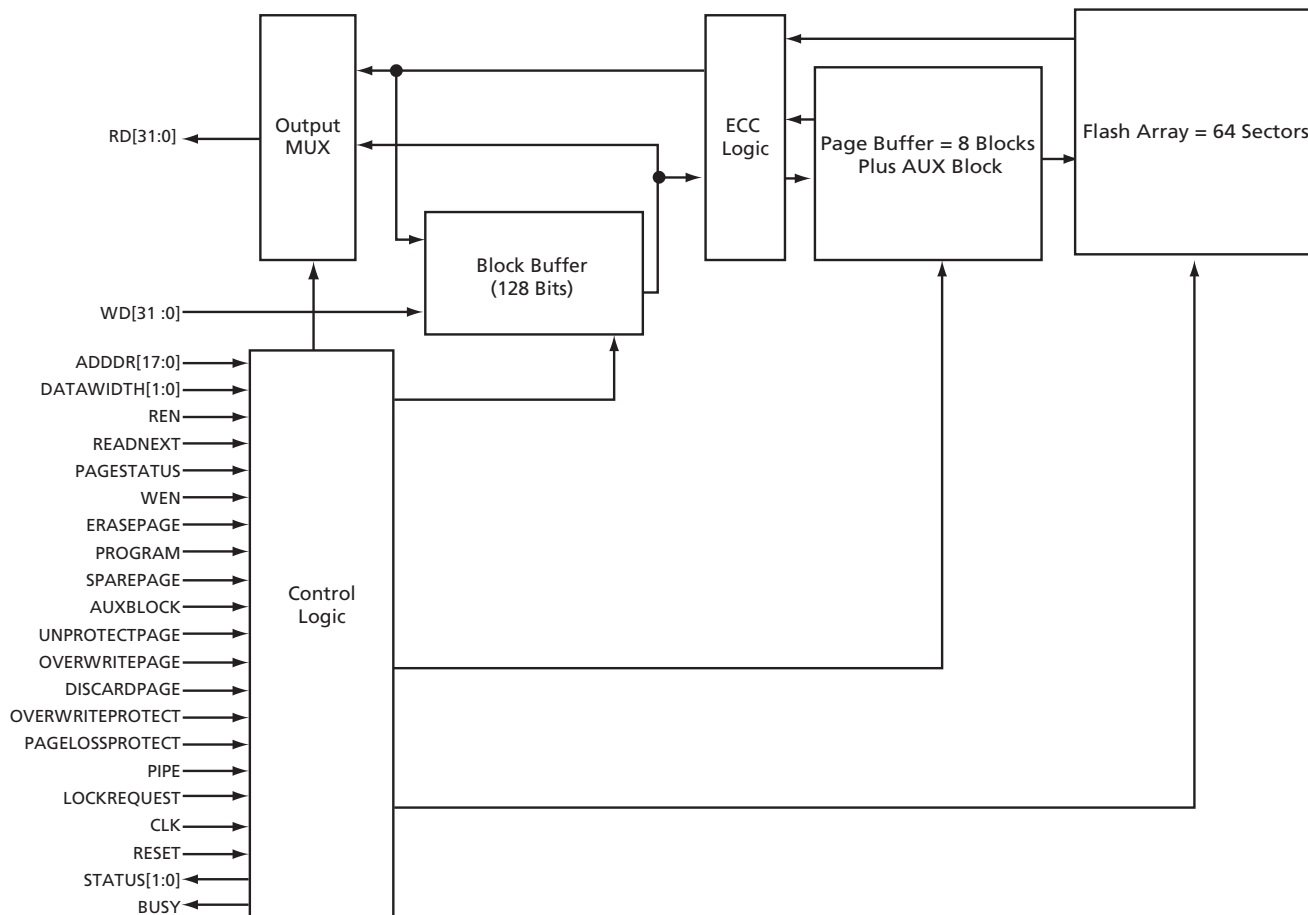 RD[31:0]
Output
MUX
ECC
Logic
Page Buffer = 8 Blocks
Plus AUX Block
Flash Array = 64 Sectors
Block Buffer
(128 Bits)
WD[31 :0]
ADDDR[17:0]
DATAWIDTH[1:0]
REN
READNEXT
PAGESTATUS
WEN
ERASEPAGE
PROGRAM
SPAREPAGE
AUXBLOCK
UNPROTECTPAGE
OVERWRITEPAGE
DISCARDPAGE
OVERWRITEPROTECT
PAGELOSSPROTECT
PIPE
LOCKREQUEST
CLK
RESET
STATUS[1:0]
BUSY
Control
Logic